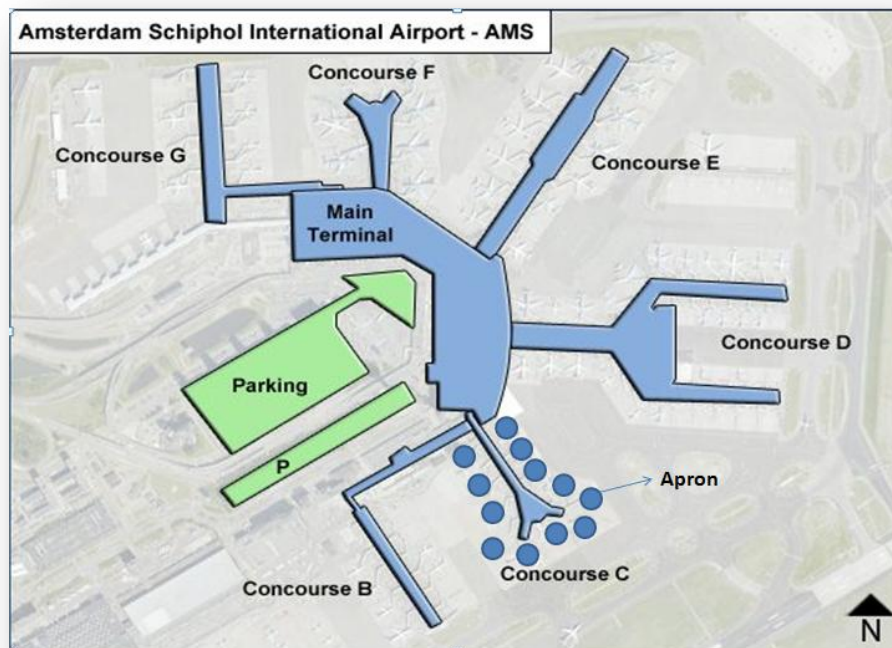 Amsterdam Schiphol International Airport - AMS
Concourse F
Concourse G
Concourse E
Main
Terminal
Concourse D
Parking
P
Apron
Concourse B
Concourse C
N